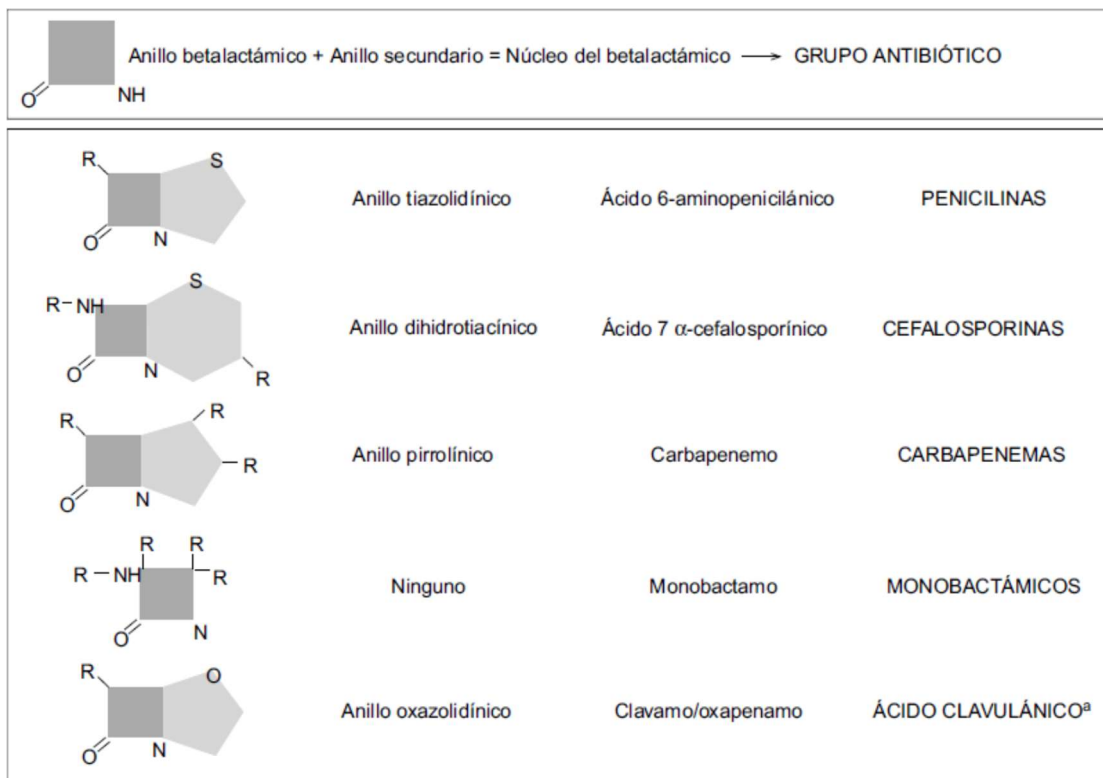 Anillo betalactámico + Anillo secundario = Núcleo del betalactámico → GRUPO ANTIBIÓTICO
O
NH
R
S
O
N
Anillo tiazolidínico Ácido 6-aminopenicilánico PENICILINAS
S
R–NH
O
N
R
Anillo dihidrotiacínico Ácido 7 α-cefalosporínico CEFALOSPORINAS
R
R
R
O
N
Anillo pirrolínico Carbapenemo CARBAPENEMAS
R
R
R–NH
R
O
N
Ninguno Monobactamo MONOBACTÁMICOS
R
O
O
N
Anillo oxazolidínico Clavamo/oxapenamo ÁCIDO CLAVULÁNICOª